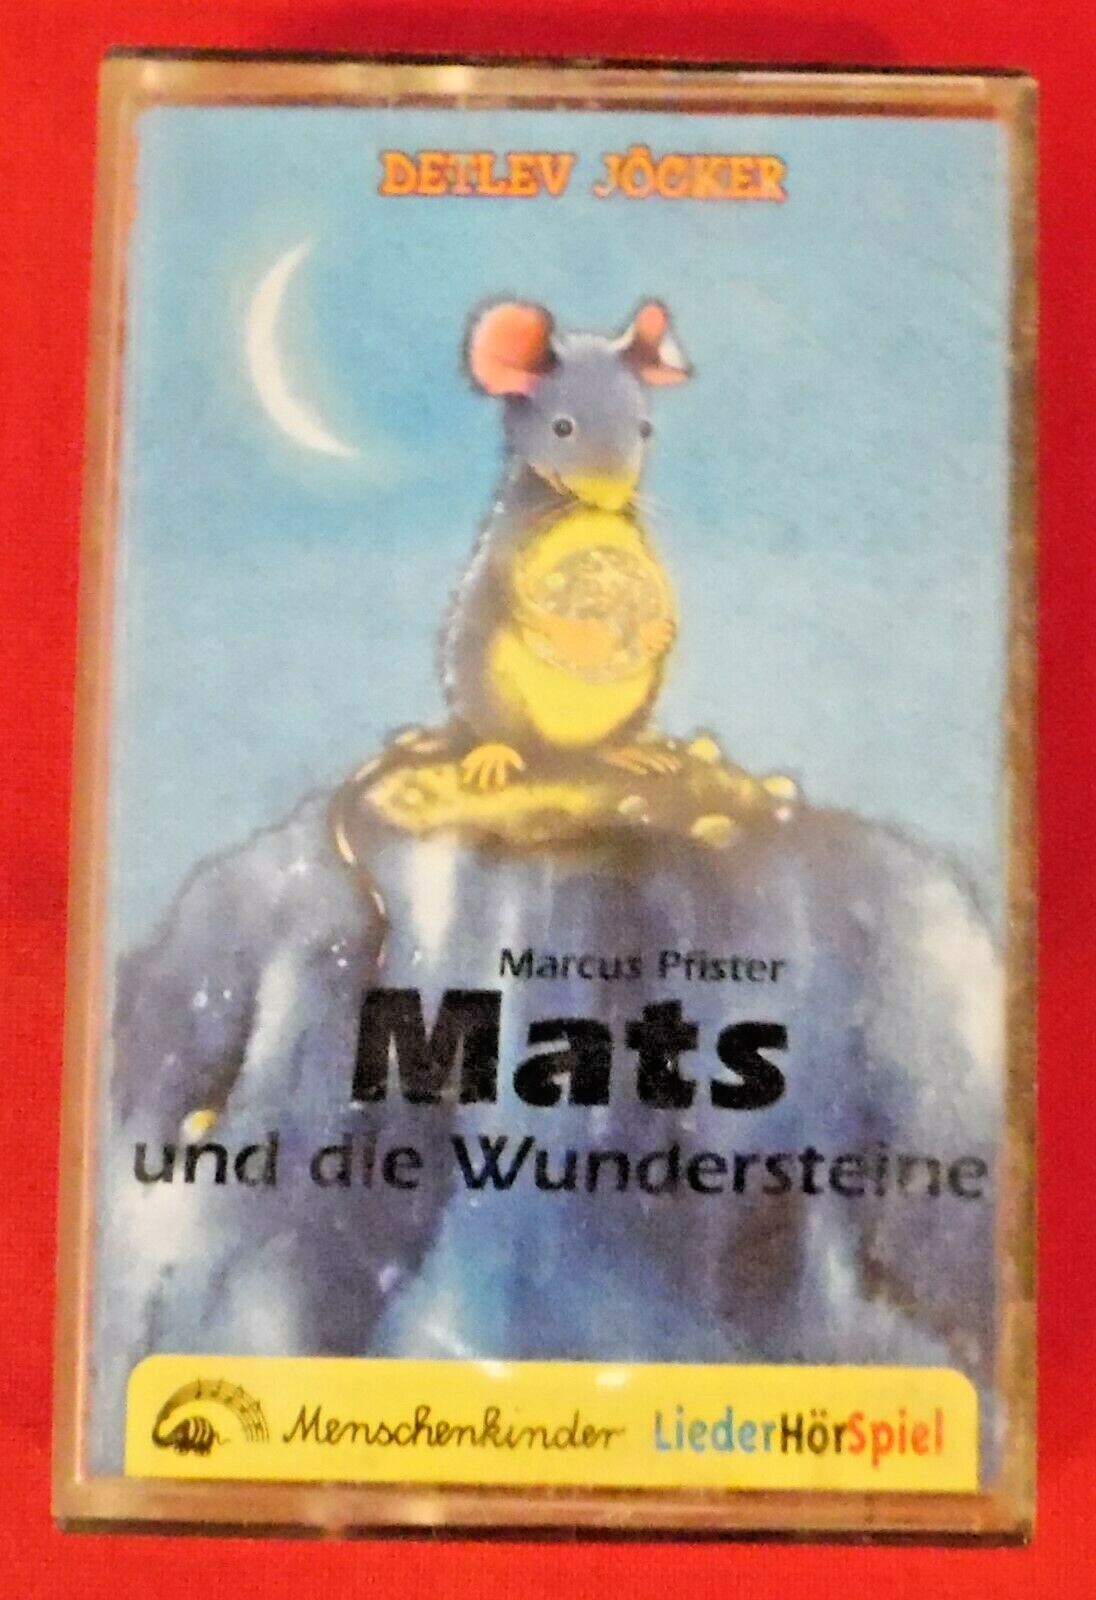 DETLEV JÖCKER
Marcus Pfister
Mats
und die Wundersteine
Menschenkinder LiederHörSpiel